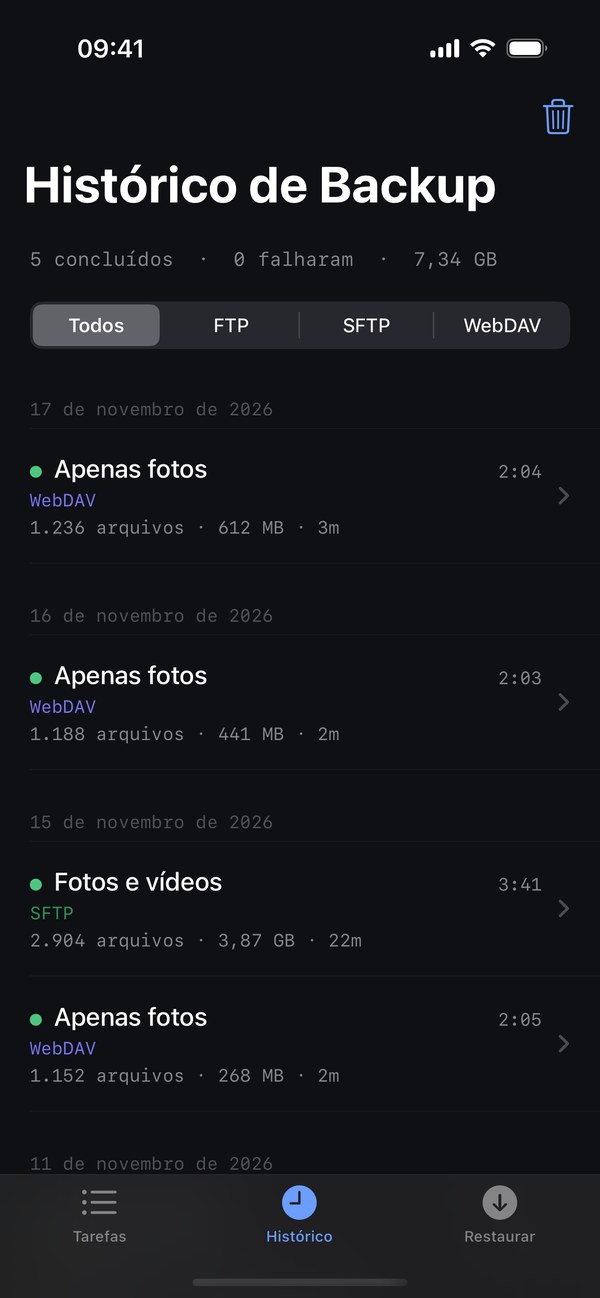 09:41
Histórico de Backup
5 concluídos · 0 falharam · 7,34 GB
Todos FTP SFTP WebDAV
17 de novembro de 2026
Apenas fotos 2:04
WebDAV
1.236 arquivos · 612 MB · 3m
16 de novembro de 2026
Apenas fotos 2:03
WebDAV
1.188 arquivos · 441 MB · 2m
15 de novembro de 2026
Fotos e vídeos 3:41
SFTP
2.904 arquivos · 3,87 GB · 22m
Apenas fotos 2:05
WebDAV
1.152 arquivos · 268 MB · 2m
11 de novembro de 2026
Tarefas Histórico Restaurar